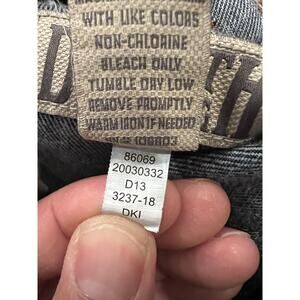 WITH LIKE COLORS
NON-CHLORINE
BLEACH ONLY
TUMBLE DRY LOW
REMOVE PROMPTLY
WARM IRON IF NEEDED
86069
20030332
D13
3237-18
DKI